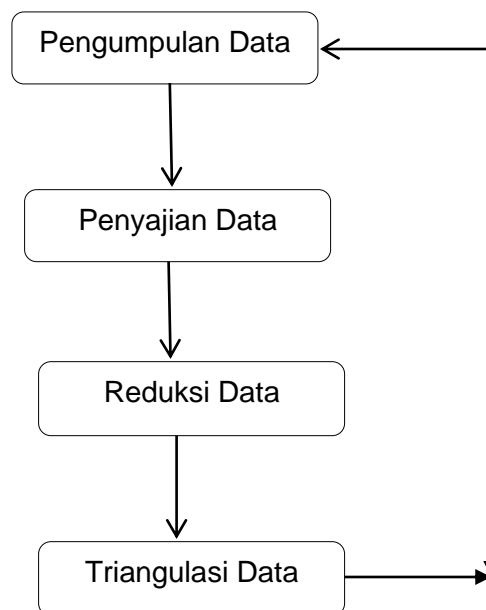 Pengumpulan Data
Penyajian Data
Reduksi Data
Triangulasi Data